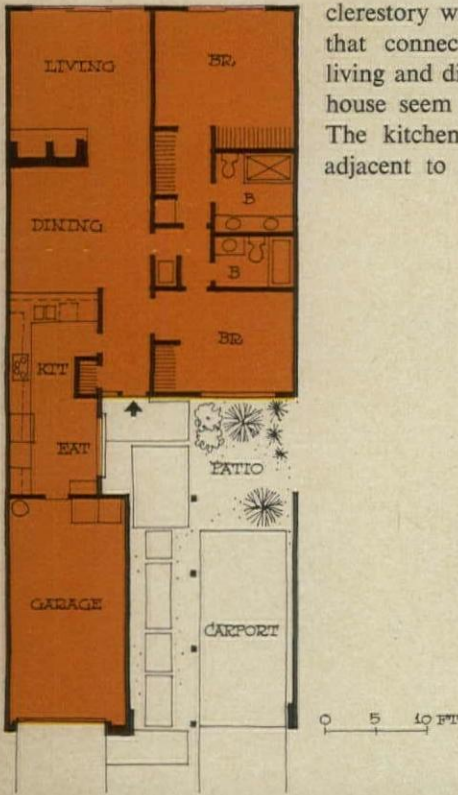 clerestory w
that connec
living and di
house seem
The kitchen
adjacent to
LIVING
BR.
B
DINING
B
BR
KIT
EAT
PATIO
GARAGE
CARPORT
0 5 10 FT